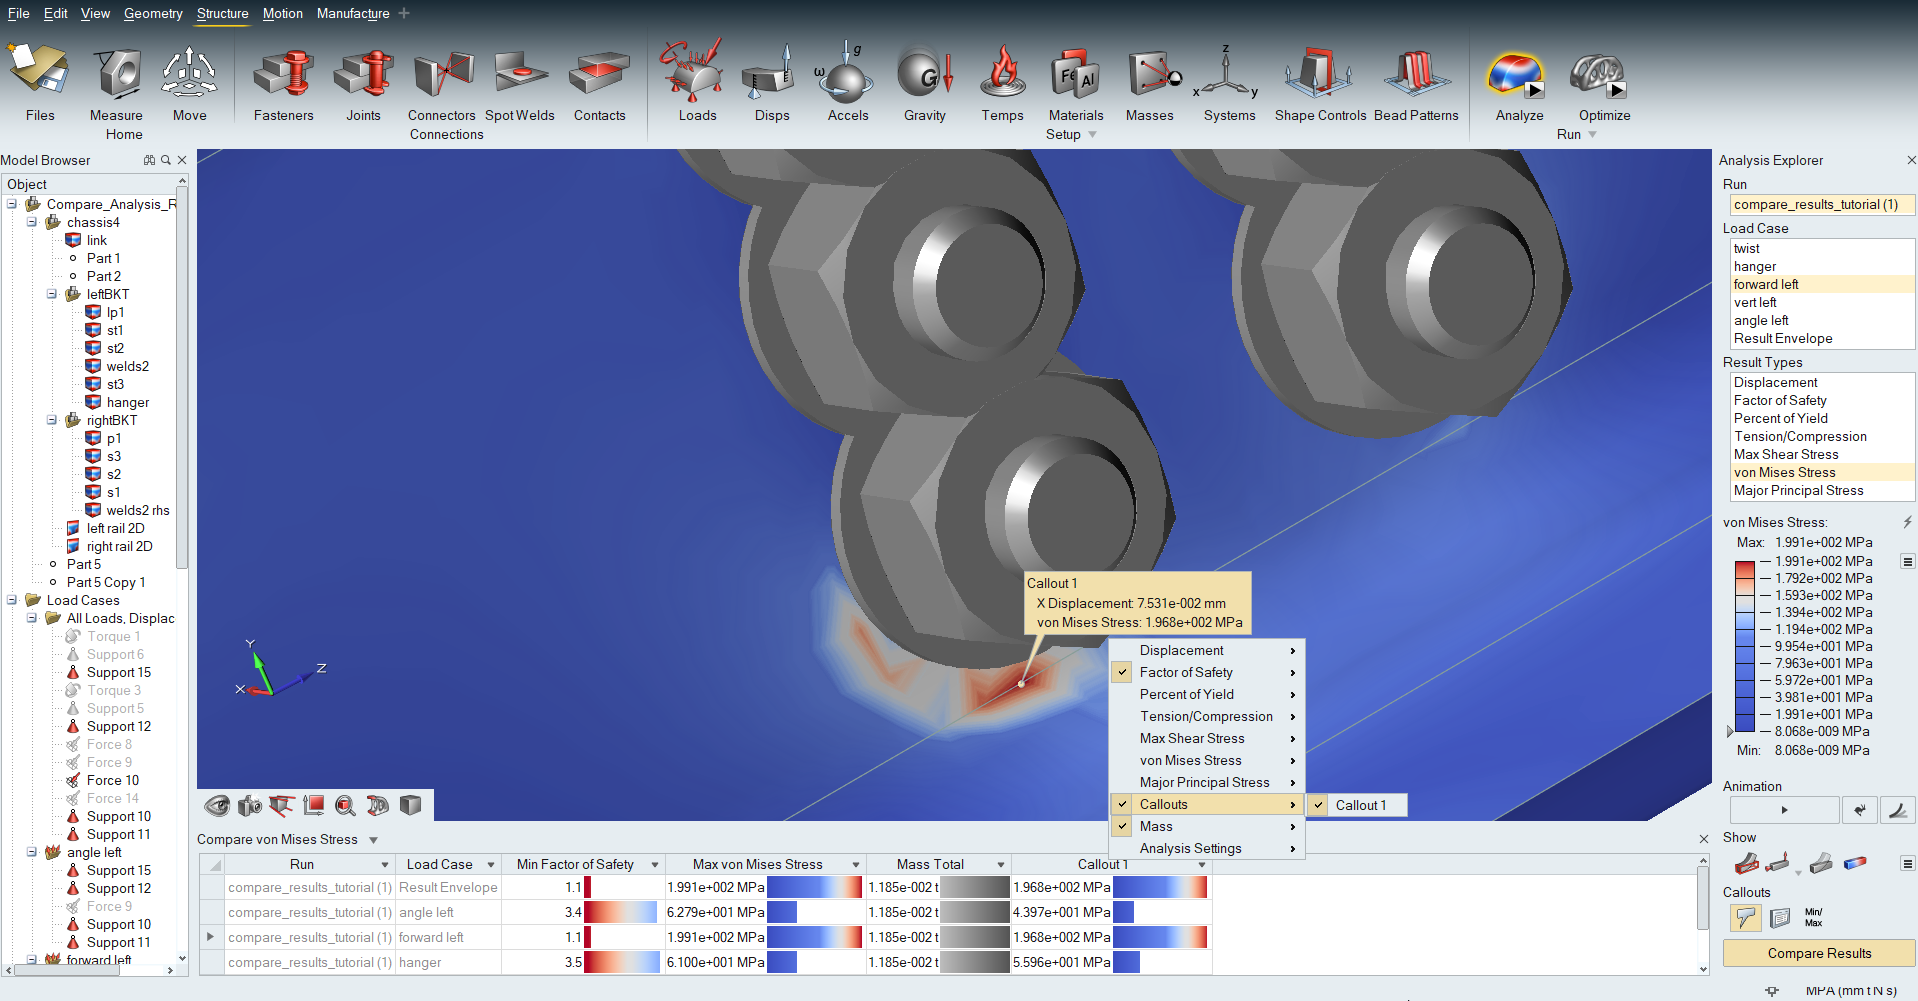 File Edit View Geometry Structure Motion Manufacture
Files Measure Move Fasteners Joints Connectors Spot Welds Contacts Loads Disps Accels Gravity Temps Materials Masses Systems Shape Controls Bead Patterns Analyze Optimize
Home Connections Setup Run
Model Browser
Object
Compare_Analysis_R
chassis4
link
Part 1
Part 2
leftBKT
lp1
st1
st2
welds2
st3
hanger
rightBKT
p1
s3
s2
s1
welds2 rhs
left rail 2D
right rail 2D
Part 5
Part 5 Copy 1
Load Cases
All Loads, Displac
Torque 1
Support 6
Support 15
Torque 3
Support 5
Support 12
Force 8
Force 9
Force 10
Force 14
Support 10
Support 11
angle left
Support 15
Support 12
Force 9
Support 10
Support 11
forward left
Y
Z
X
Callout 1
X Displacement: 7.531e-002 mm
von Mises Stress: 1.968e+002 MPa
Displacement
Factor of Safety
Percent of Yield
Tension/Compression
Max Shear Stress
von Mises Stress
Major Principal Stress
Callouts
Callout 1
Mass
Analysis Settings
Compare von Mises Stress
Run Load Case Min Factor of Safety Max von Mises Stress Mass Total Callout 1
compare_results_tutorial (1) Result Envelope 1.1 1.991e+002 MPa 1.185e-002 t 1.968e+002 MPa
compare_results_tutorial (1) angle left 3.4 6.279e+001 MPa 1.185e-002 t 4.397e+001 MPa
compare_results_tutorial (1) forward left 1.1 1.991e+002 MPa 1.185e-002 t 1.968e+002 MPa
compare_results_tutorial (1) hanger 3.5 6.100e+001 MPa 1.185e-002 t 5.596e+001 MPa
Analysis Explorer
Run
compare_results_tutorial (1)
Load Case
twist
hanger
forward left
vert left
angle left
Result Envelope
Result Types
Displacement
Factor of Safety
Percent of Yield
Tension/Compression
Max Shear Stress
von Mises Stress
Major Principal Stress
von Mises Stress:
Max: 1.991e+002 MPa
1.991e+002 MPa
1.792e+002 MPa
1.593e+002 MPa
1.394e+002 MPa
1.194e+002 MPa
9.954e+001 MPa
7.963e+001 MPa
5.972e+001 MPa
3.981e+001 MPa
1.991e+001 MPa
8.068e-009 MPa
Min: 8.068e-009 MPa
Animation
Show
Callouts
Min/
Max
Compare Results
MPA (mm t N s)